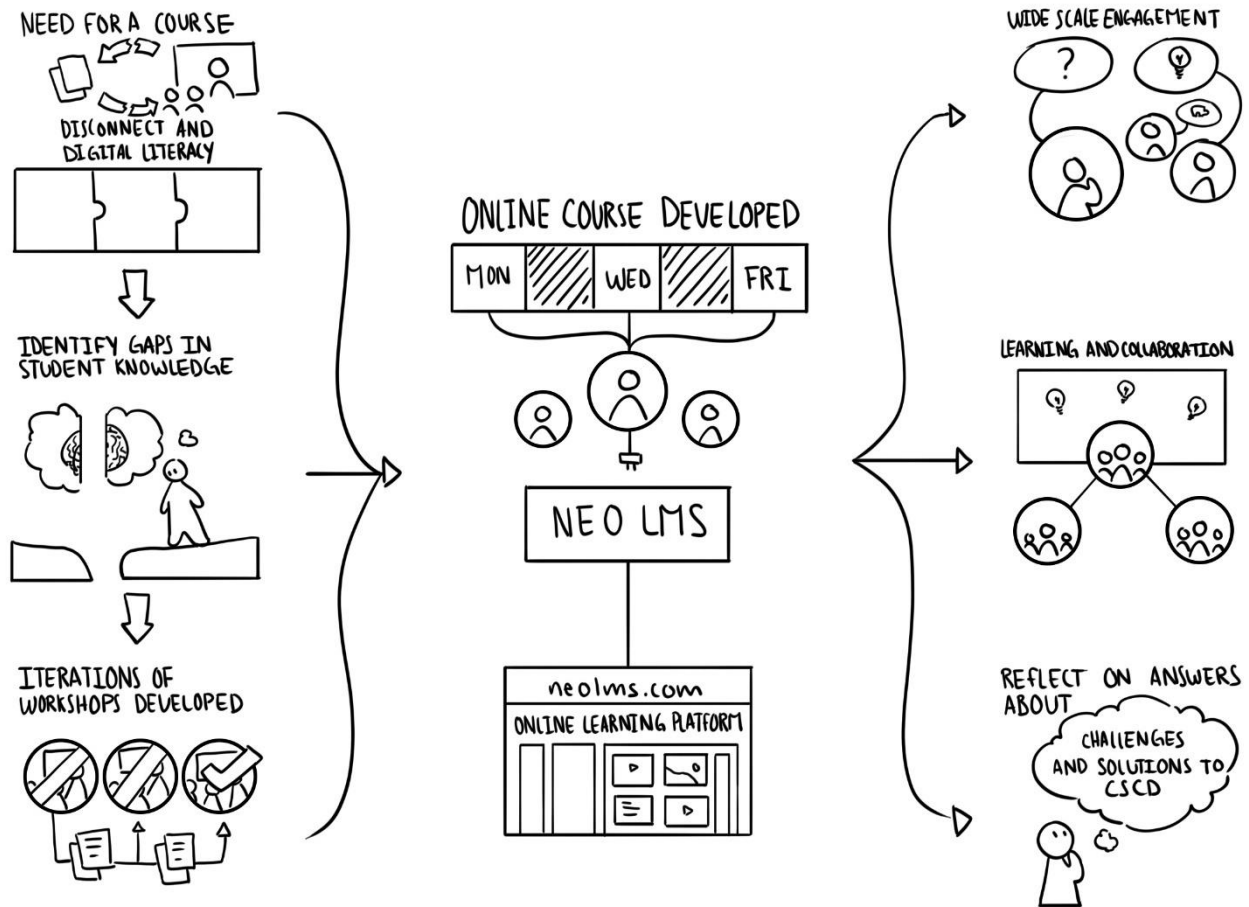 NEED FOR A COURSE
DISCONNECT AND
DIGITAL LITERACY
IDENTIFY GAPS IN
STUDENT KNOWLEDGE
ITERATIONS OF
WORKSHOPS DEVELOPED
ONLINE COURSE DEVELOPED
MON WED FRI
NEO LMS
neolms.com
ONLINE LEARNING PLATFORM
WIDE SCALE ENGAGEMENT
?
LEARNING AND COLLABORATION
REFLECT ON ANSWERS
ABOUT
CHALLENGES
AND SOLUTIONS TO
CSCD